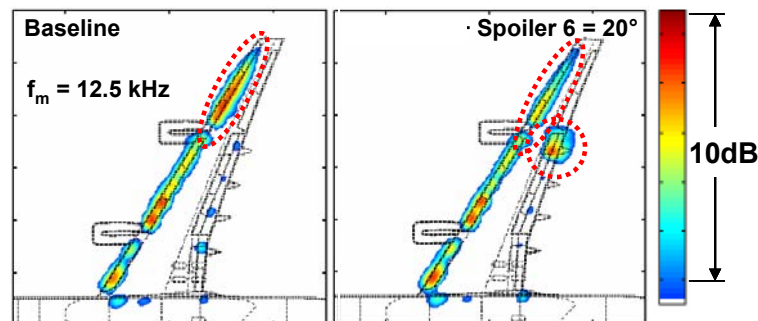 Baseline
f_m = 12.5 kHz
· Spoiler 6 = 20°
10dB